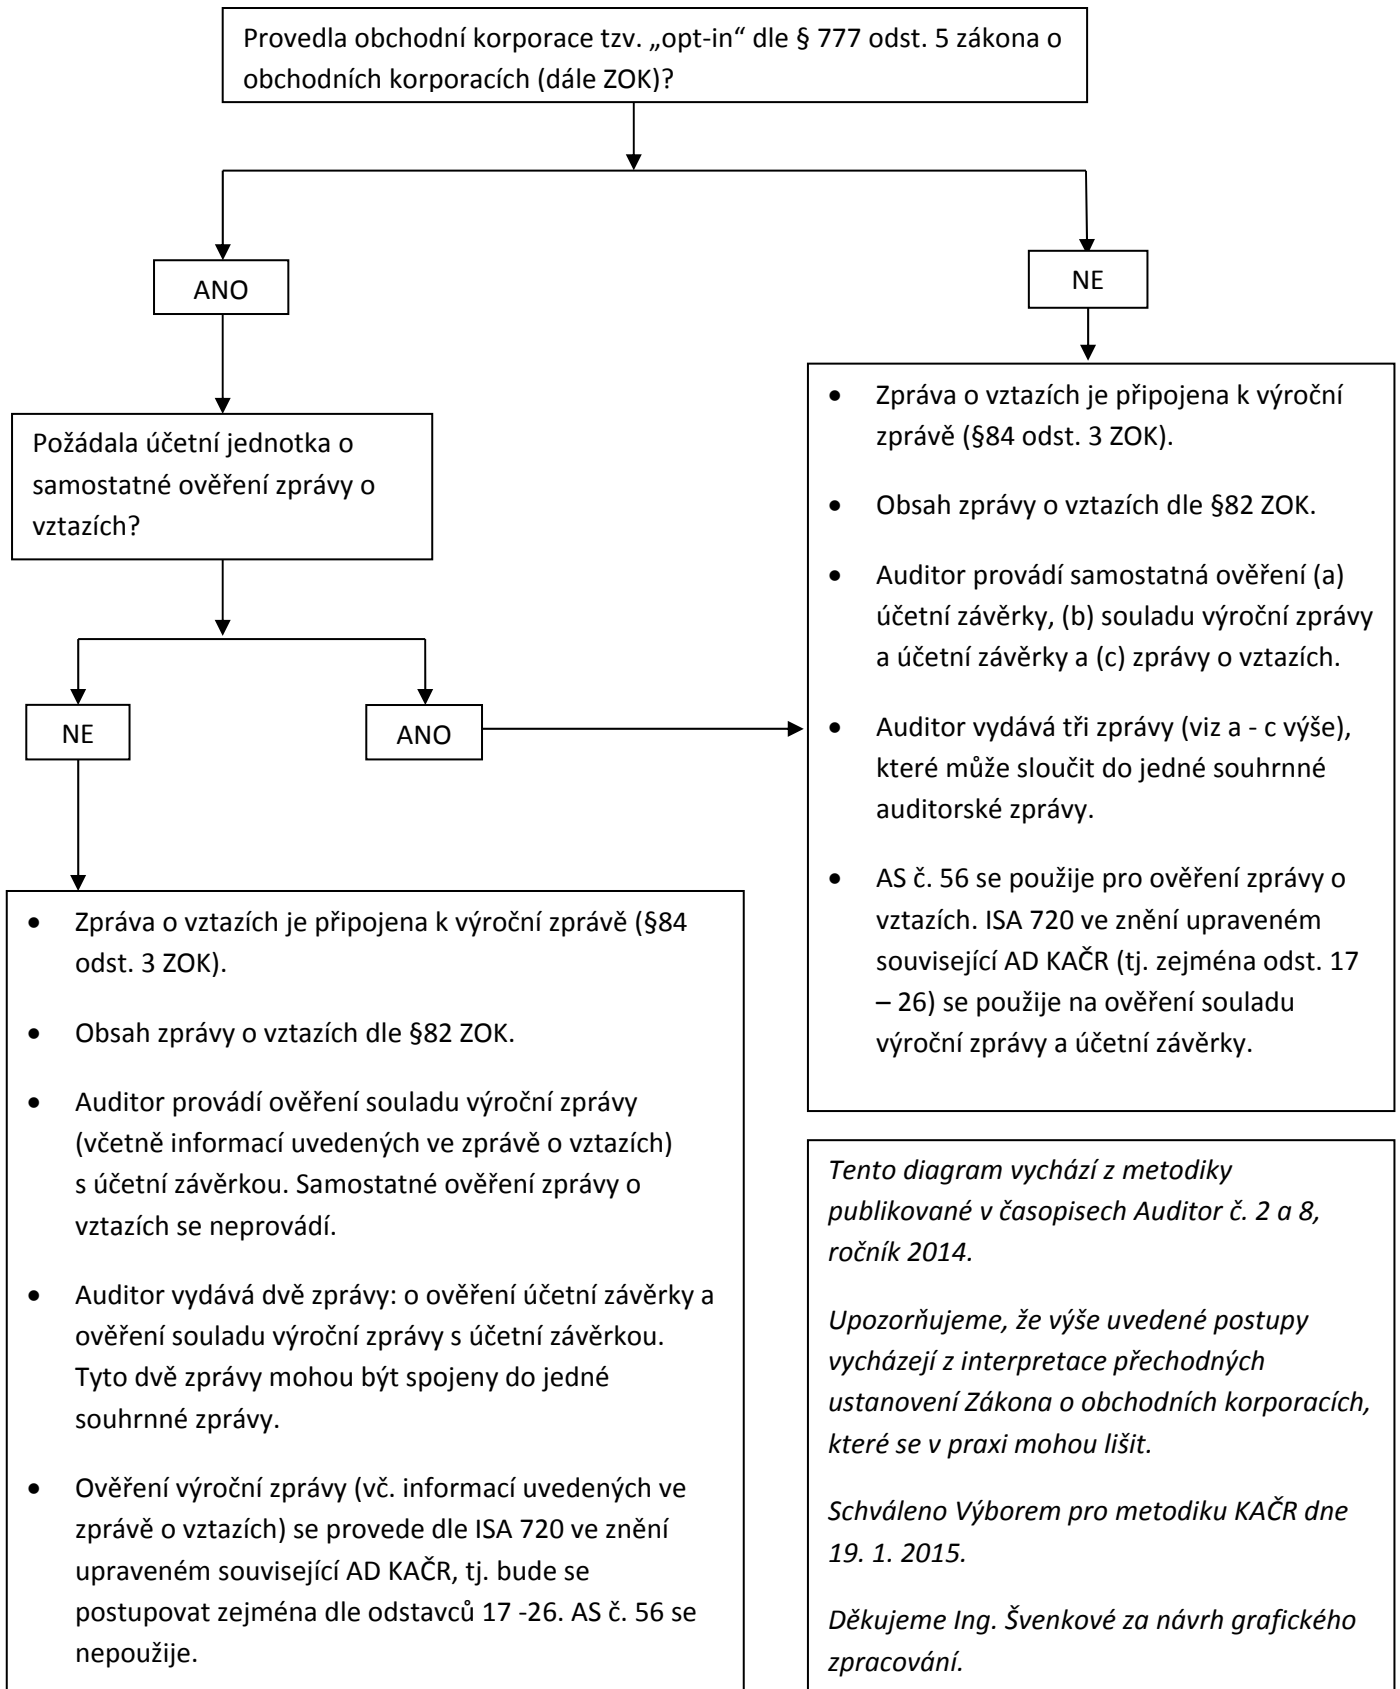 Provedla obchodní korporace tzv. „opt-in“ dle § 777 odst. 5 zákona o
obchodních korporacích (dále ZOK)?
ANO
NE
Požádala účetní jednotka o
samostatné ověření zprávy o
vztazích?
NE
ANO
• Zpráva o vztazích je připojena k výroční
zprávě (§84 odst. 3 ZOK).
• Obsah zprávy o vztazích dle §82 ZOK.
• Auditor provádí samostatná ověření (a)
účetní závěrky, (b) souladu výroční zprávy
a účetní závěrky a (c) zprávy o vztazích.
• Auditor vydává tři zprávy (viz a - c výše),
které může sloučit do jedné souhrnné
auditorské zprávy.
• AS č. 56 se použije pro ověření zprávy o
vztazích. ISA 720 ve znění upraveném
související AD KAČR (tj. zejména odst. 17
– 26) se použije na ověření souladu
výroční zprávy a účetní závěrky.
• Zpráva o vztazích je připojena k výroční zprávě (§84
odst. 3 ZOK).
• Obsah zprávy o vztazích dle §82 ZOK.
• Auditor provádí ověření souladu výroční zprávy
(včetně informací uvedených ve zprávě o vztazích)
s účetní závěrkou. Samostatné ověření zprávy o
vztazích se neprovádí.
• Auditor vydává dvě zprávy: o ověření účetní závěrky a
ověření souladu výroční zprávy s účetní závěrkou.
Tyto dvě zprávy mohou být spojeny do jedné
souhrnné zprávy.
• Ověření výroční zprávy (vč. informací uvedených ve
zprávě o vztazích) se provede dle ISA 720 ve znění
upraveném související AD KAČR, tj. bude se
postupovat zejména dle odstavců 17 -26. AS č. 56 se
nepoužije.
Tento diagram vychází z metodiky
publikované v časopisech Auditor č. 2 a 8,
ročník 2014.
Upozorňujeme, že výše uvedené postupy
vycházejí z interpretace přechodných
ustanovení Zákona o obchodních korporacích,
které se v praxi mohou lišit.
Schváleno Výborem pro metodiku KAČR dne
19. 1. 2015.
Děkujeme Ing. Švenkové za návrh grafického
zpracování.